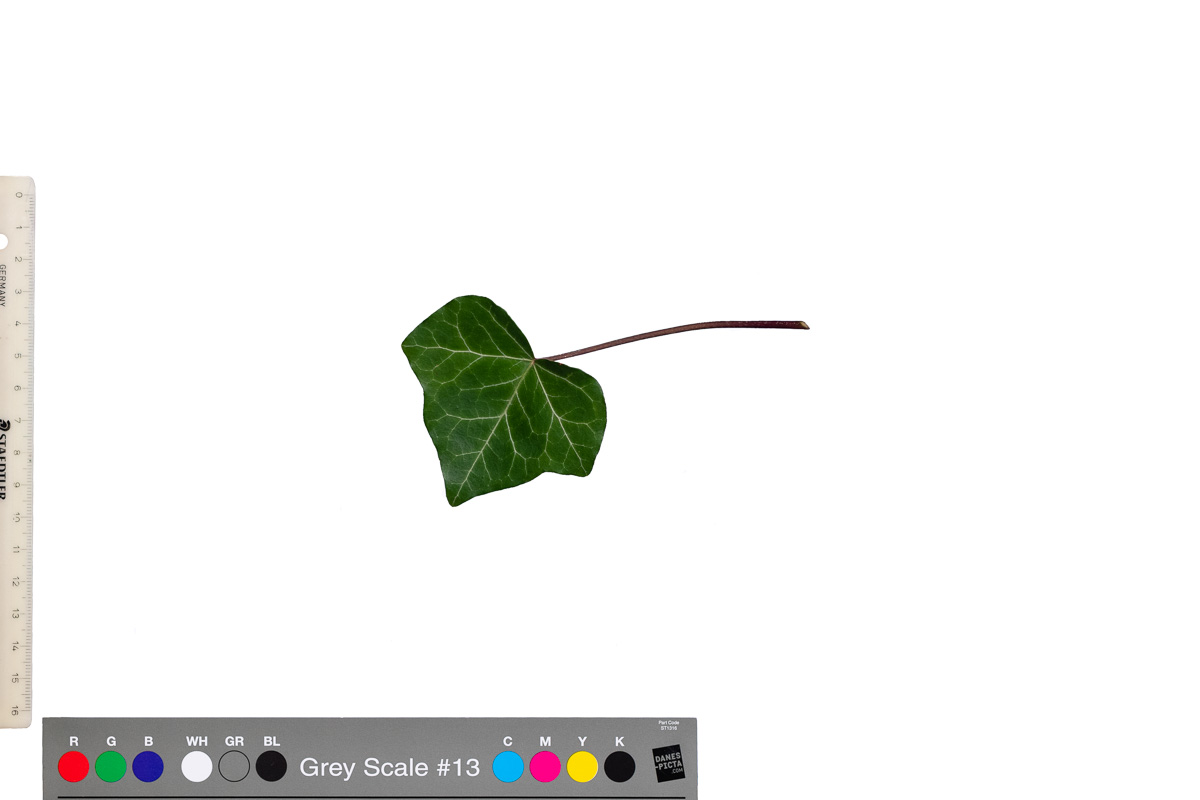 0
1
2
3
4
5
6
7
8
9
10
11
12
13
14
15
16
GERMANY
STAEDTLER
Part Code
ST1316
R G B WH GR BL C M Y K
Grey Scale #13
DANES
-PICTA
.COM